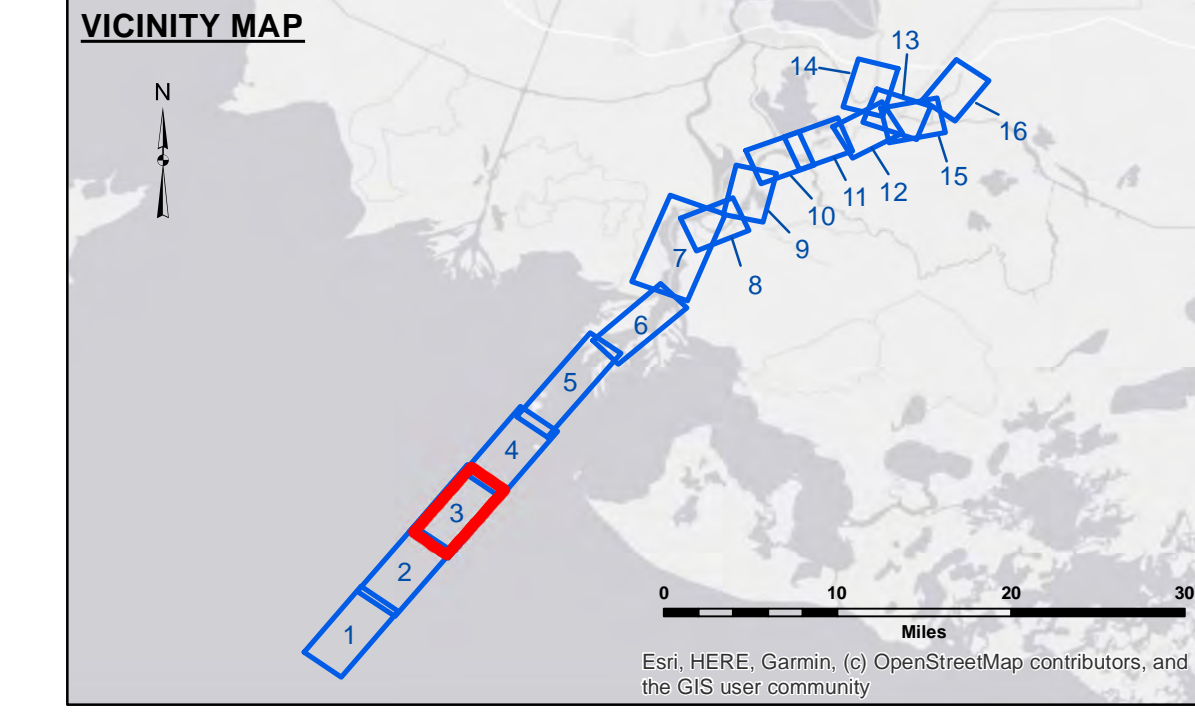 VICINITY MAP
N
13
14
16
15
12
11
10
9
7
8
6
5
4
3
2
1
0 10 20 30
Miles
Esri, HERE, Garmin, (c) OpenStreetMap contributors, and
the GIS user community